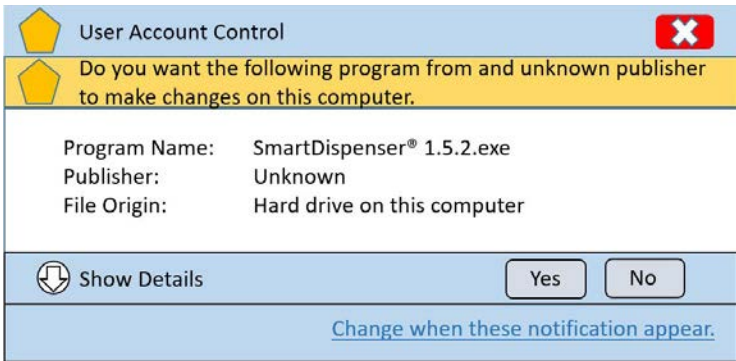 User Account Control
Do you want the following program from and unknown publisher
to make changes on this computer.
Program Name: SmartDispenser® 1.5.2.exe
Publisher: Unknown
File Origin: Hard drive on this computer
Show Details Yes No
Change when these notification appear.